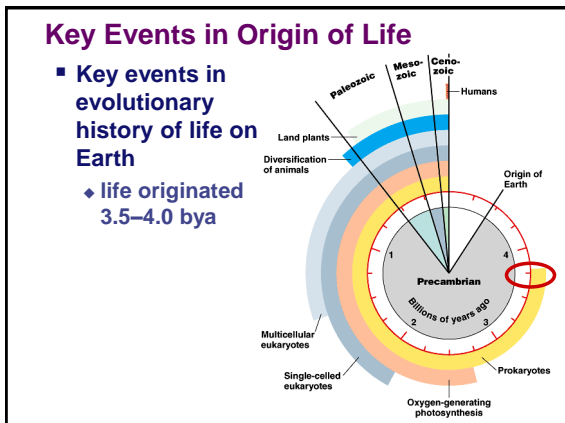 Key Events in Origin of Life
■ Key events in
evolutionary
history of life on
Earth
◆ life originated
3.5–4.0 bya
Paleozoic
Meso-
zoic
Ceno-
zoic
Humans
Land plants
Diversification
of animals
Origin of
Earth
1
4
Precambrian
Billions of years ago
2
3
Multicellular
eukaryotes
Single-celled
eukaryotes
Prokaryotes
Oxygen-generating
photosynthesis